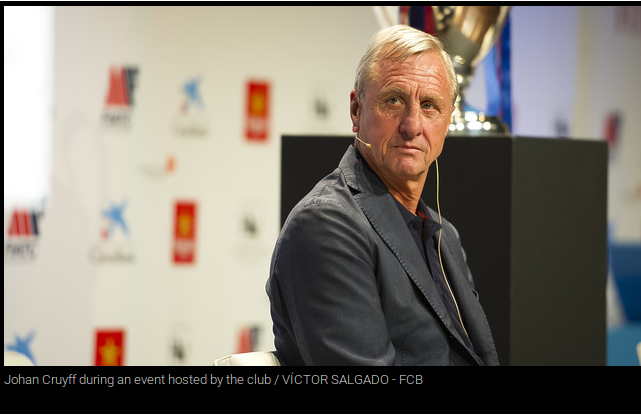 Johan Cruyff during an event hosted by the club / VÍCTOR SALGADO - FCB